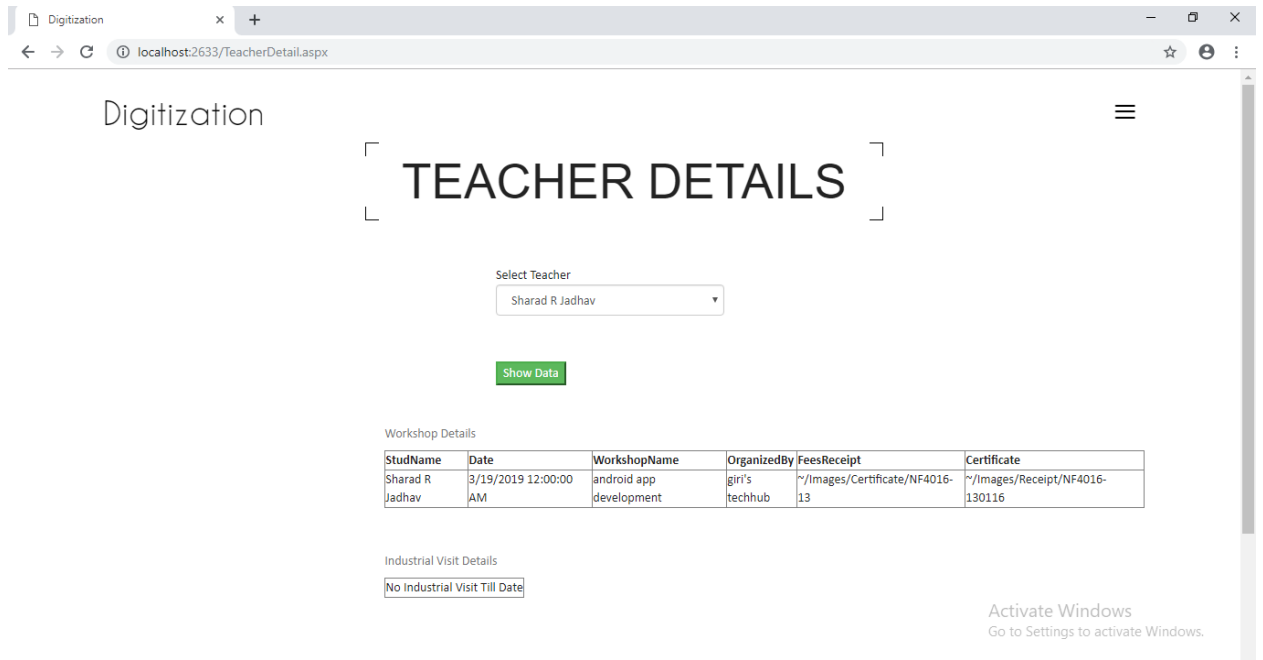 Digitization
localhost:2633/TeacherDetail.aspx
Digitization
TEACHER DETAILS
Select Teacher
Sharad R Jadhav
Show Data
Workshop Details
StudName Date WorkshopName OrganizedBy FeesReceipt Certificate
Sharad R 3/19/2019 12:00:00 android app giri's ~/Images/Certificate/NF4016- ~/Images/Receipt/NF4016-
Jadhav AM development techhub 13 130116
Industrial Visit Details
No Industrial Visit Till Date
Activate Windows
Go to Settings to activate Windows.